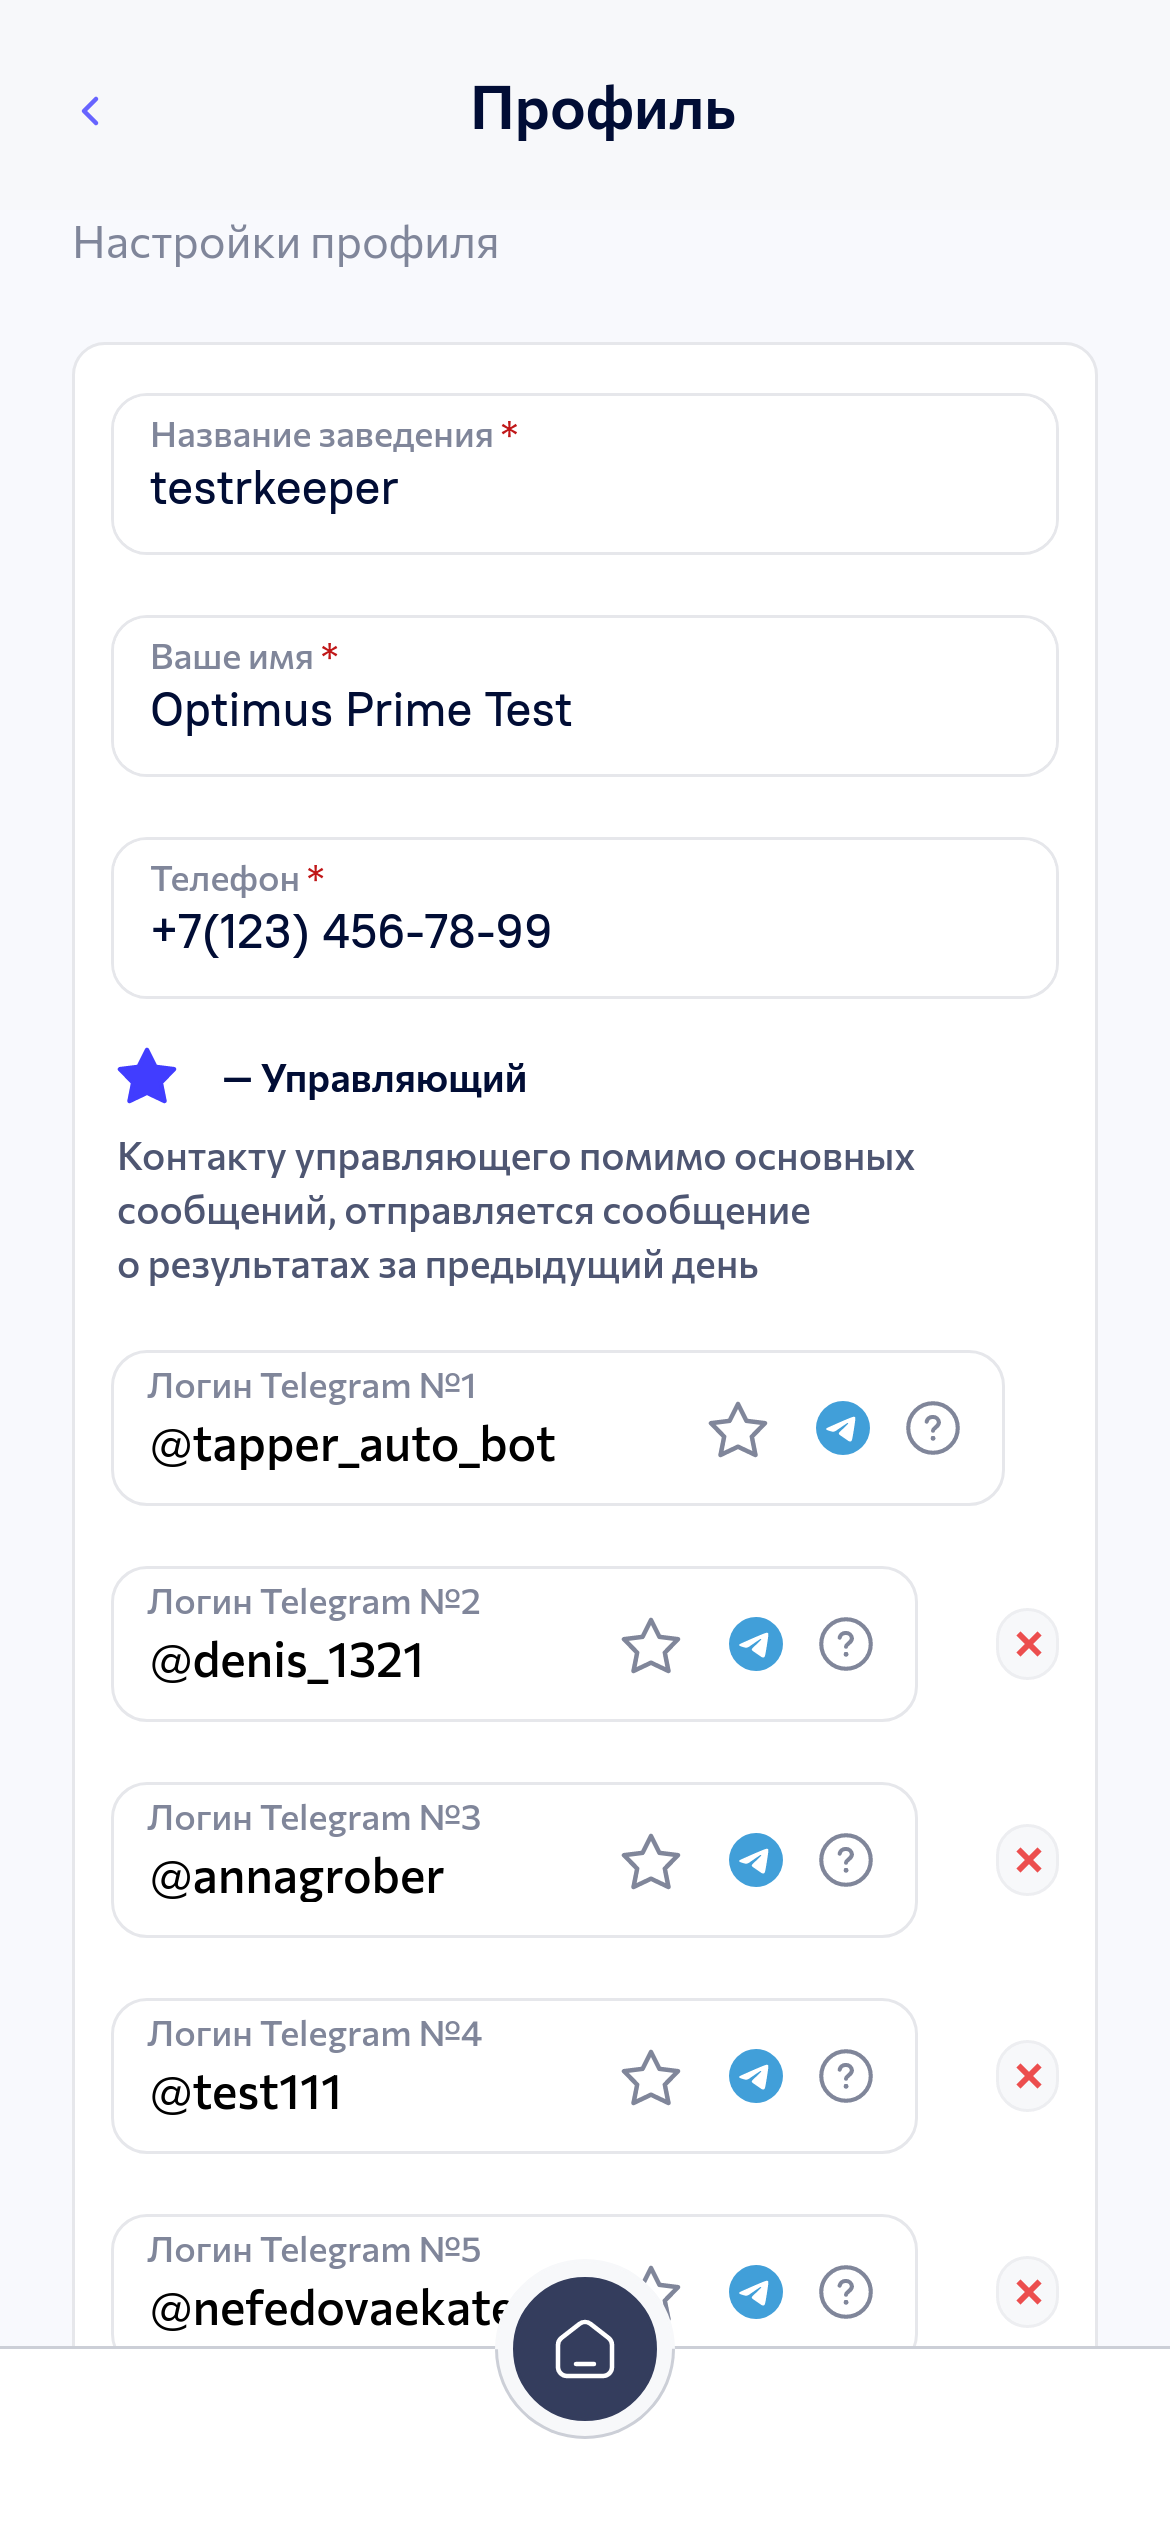 Профиль
Настройки профиля
Название заведения *
testrkeeper
Ваше имя *
Optimus Prime Test
Телефон *
+7(123) 456-78-99
— Управляющий
Контакту управляющего помимо основных
сообщений, отправляется сообщение
о результатах за предыдущий день
Логин Telegram №1
@tapper_auto_bot
Логин Telegram №2
@denis_1321
Логин Telegram №3
@annagrober
Логин Telegram №4
@test111
Логин Telegram №5
@nefedovaekate